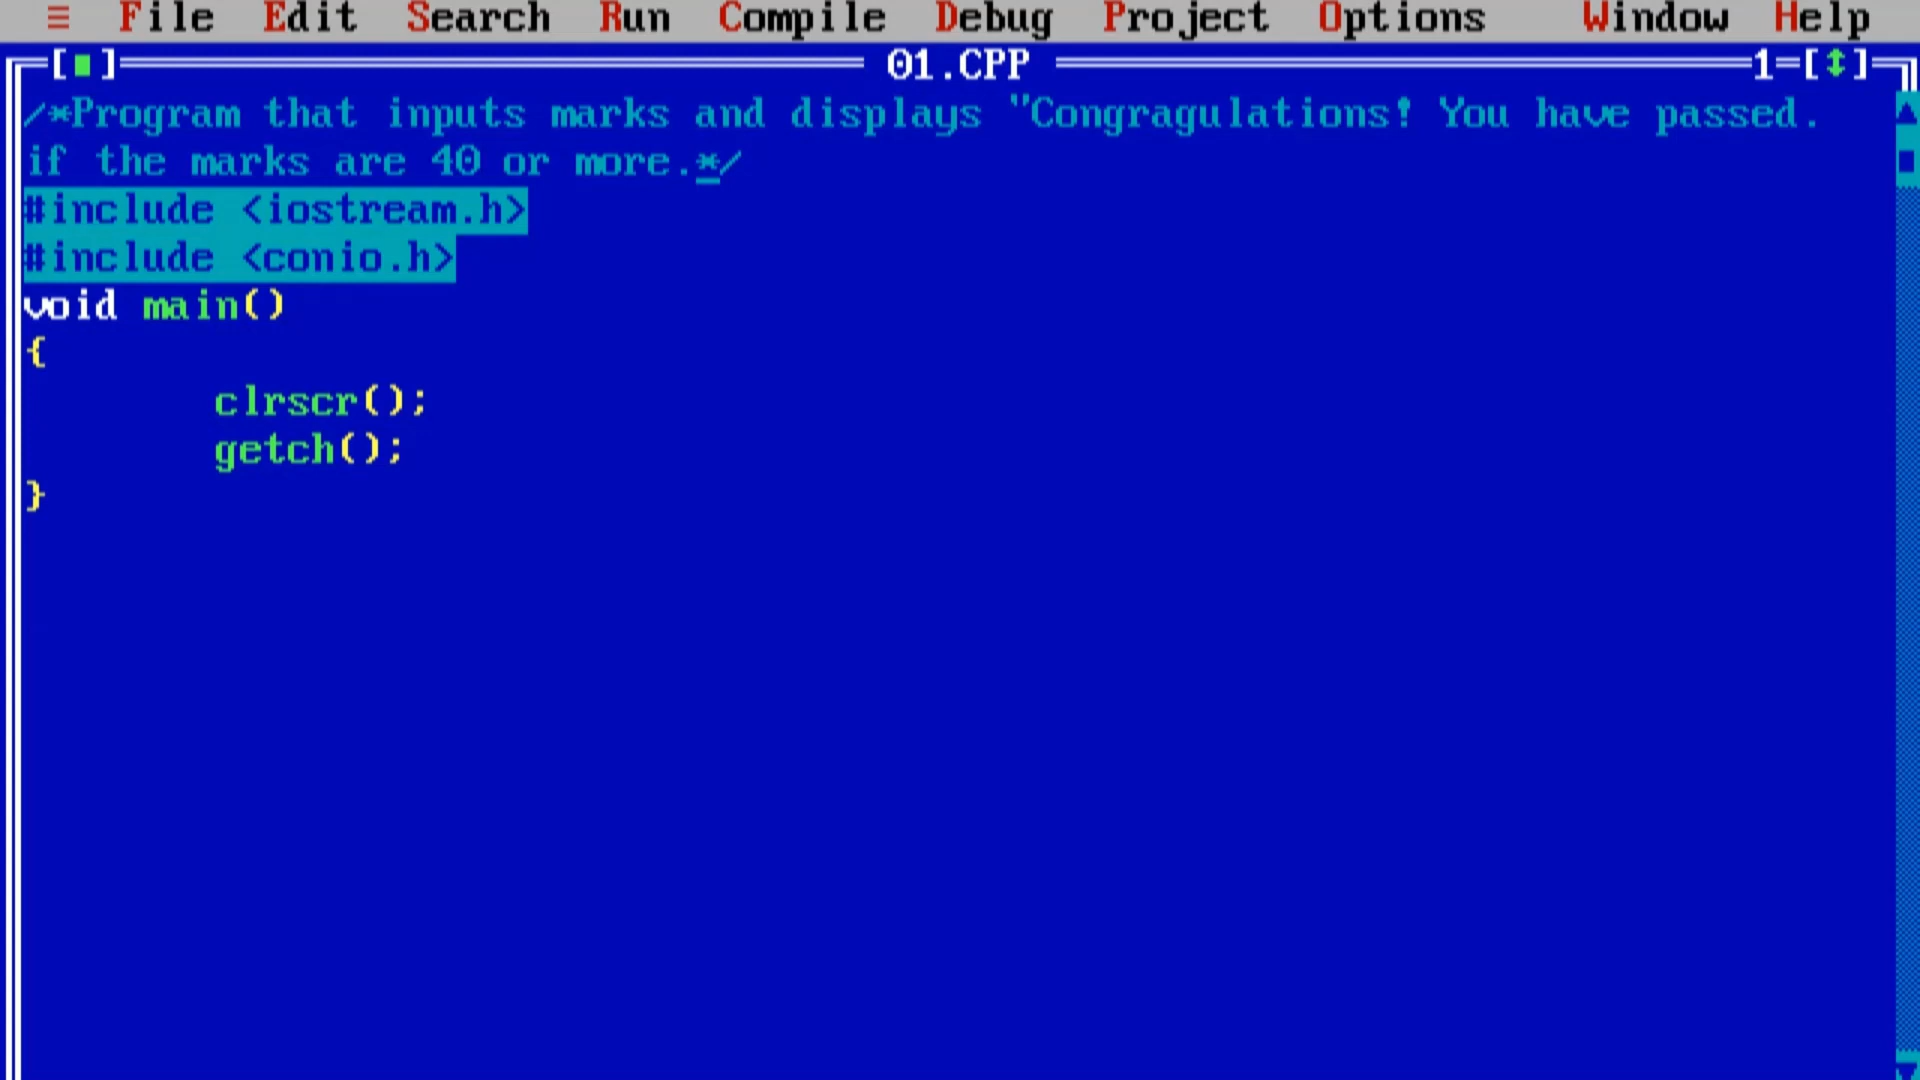 ≡ File Edit Search Run Compile Debug Project Options Window Help
[■] 01.CPP 1=[↕]
/*Program that inputs marks and displays "Congragulations! You have passed.
if the marks are 40 or more.*/
#include <iostream.h>
#include <conio.h>
void main()
{
clrscr();
getch();
}